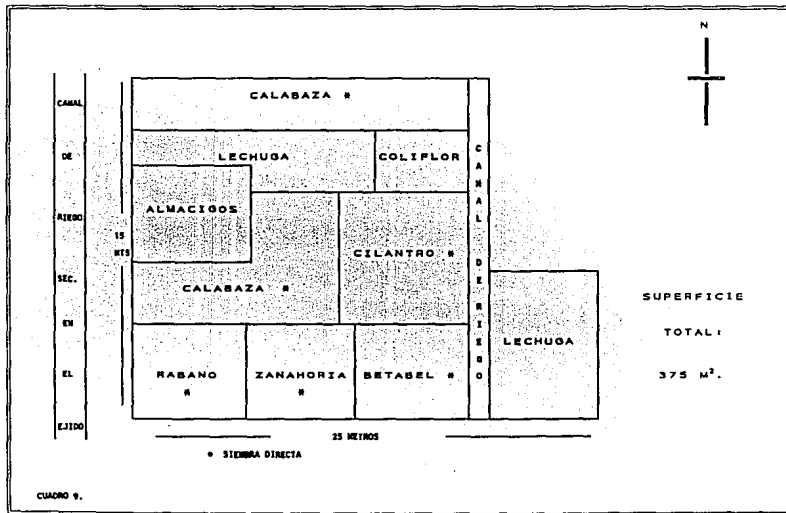 N
CALABAZA *
LECHUGA
COLIFLOR
ALMACIGOS
CILANTRO *
CALABAZA *
RABANO
*
ZANAHORIA
*
BETABEL *
CANAL DE RIEGO
LECHUGA
CANAL
DE
RIEGO
SEC.
EN
EL
EJIDO
15
MTS
25 METROS
* SIEMBRA DIRECTA
SUPERFICIE
TOTAL:
375 M².
CUADRO 9.